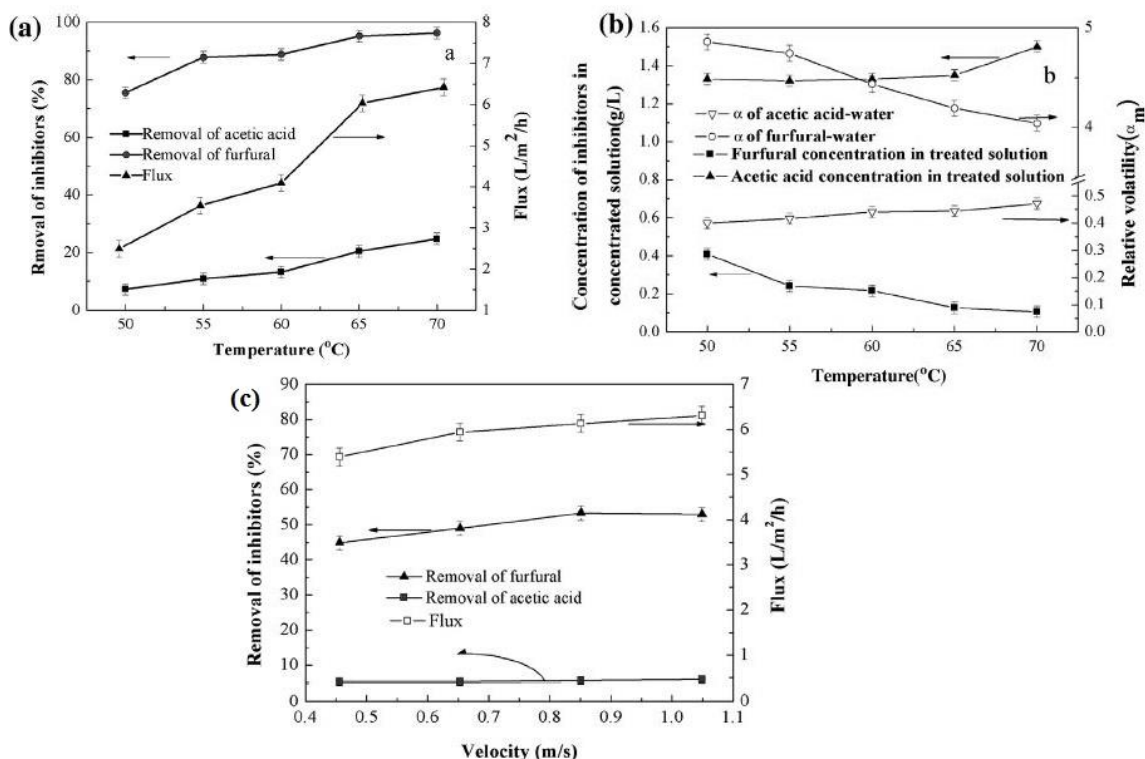 (a)
a
Rmoval of inhibitors (%)
100
80
60
40
20
0
Removal of acetic acid
Removal of furfural
Flux
8
7
6
5
4
3
2
1
Flux (L/m²/h)
50 55 60 65 70
Temperature (°C)
(b)
b
Concentration of inhibitors in
concentrated solution(g/L)
1.6
1.5
1.4
1.3
1.2
1.1
1.0
0.8
0.6
0.4
0.2
0.0
α of acetic acid-water
α of furfural-water
Furfural concentration in treated solution
Acetic acid concentration in treated solution
5
4
0.5
0.4
0.3
0.2
0.1
0.0
Relative volatility(αm)
50 55 60 65 70
Temperature(°C)
(c)
Removal of inhibitors (%)
90
80
70
60
50
40
30
20
10
0
Removal of furfural
Removal of acetic acid
Flux
7
6
5
4
3
2
1
0
Flux (L/m²/h)
0.4 0.5 0.6 0.7 0.8 0.9 1.0 1.1
Velocity (m/s)